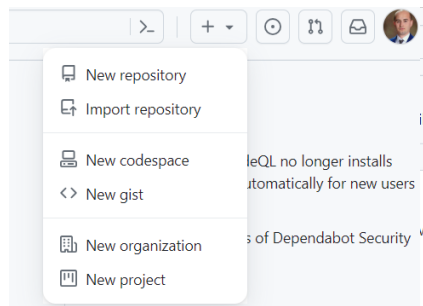 New repository
Import repository
New codespace
deQL no longer installs
New gist
utomatically for new users
New organization
s of Dependabot Security
New project